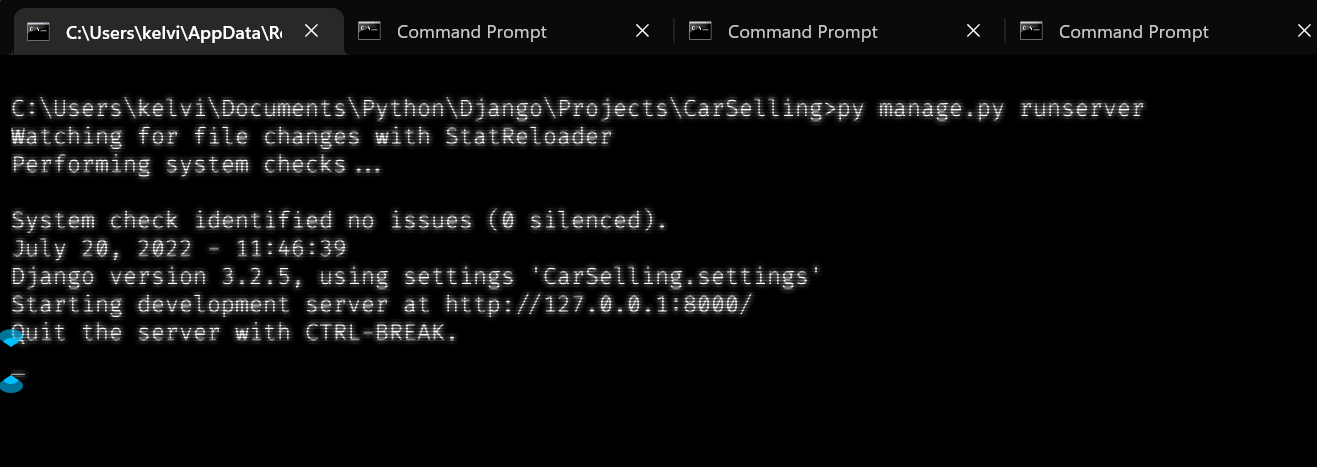 C:\Users\kelvi\AppData\Ro
Command Prompt
Command Prompt
Command Prompt
C:\Users\kelvi\Documents\Python\Django\Projects\CarSelling>py manage.py runserver
Watching for file changes with StatReloader
Performing system checks...
System check identified no issues (0 silenced).
July 20, 2022 - 11:46:39
Django version 3.2.5, using settings 'CarSelling.settings'
Starting development server at http://127.0.0.1:8000/
Quit the server with CTRL-BREAK.